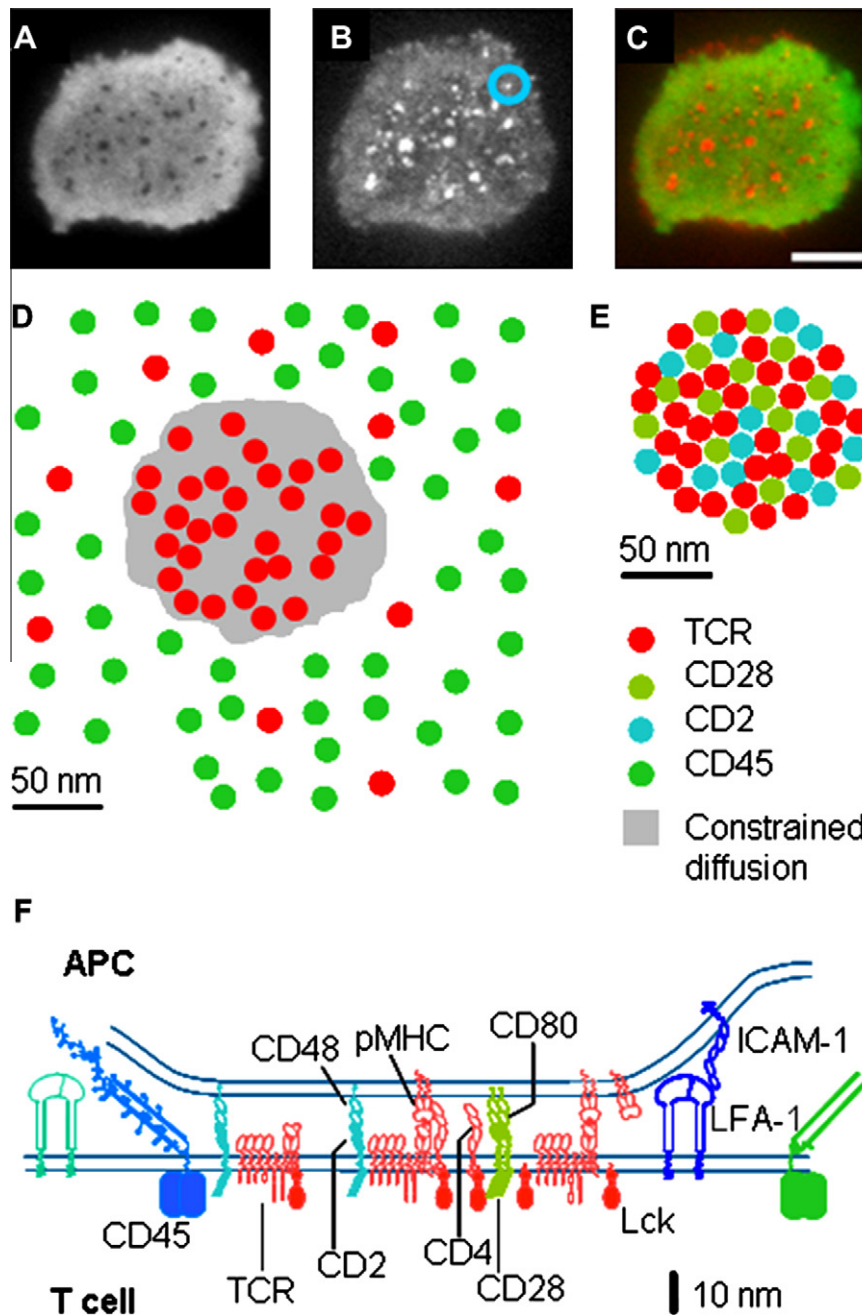 A
B
C
D
E
50 nm
50 nm
TCR
CD28
CD2
CD45
Constrained
diffusion
F
APC
CD48
pMHC
CD80
ICAM-1
LFA-1
CD45
TCR
CD2
CD4
CD28
Lck
T cell
10 nm